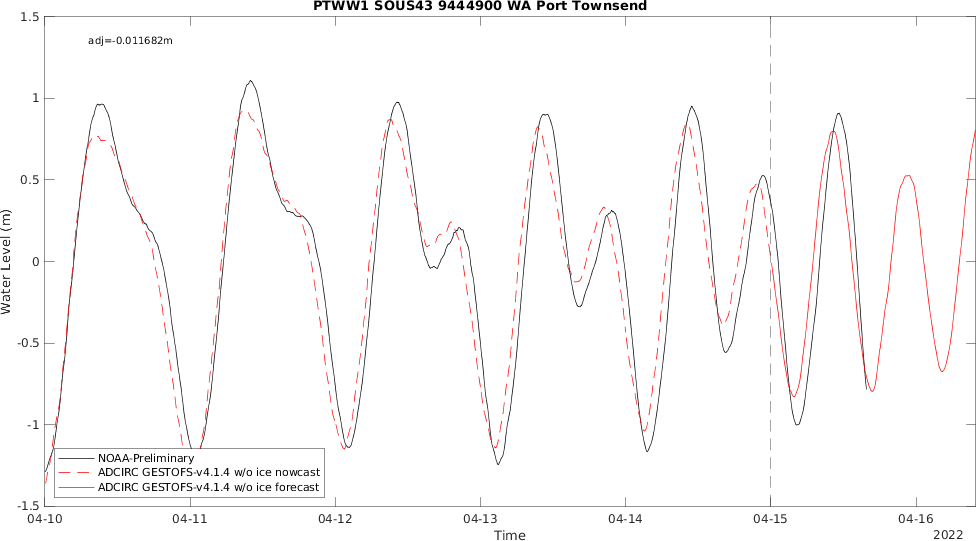 PTWW1 SOUS43 9444900 WA Port Townsend
adj=-0.011682m
1.5
1
0.5
0
-0.5
-1
-1.5
Water Level (m)
NOAA-Preliminary
ADCIRC GESTOFS-v4.1.4 w/o ice nowcast
ADCIRC GESTOFS-v4.1.4 w/o ice forecast
04-10 04-11 04-12 04-13 04-14 04-15 04-16
Time
2022